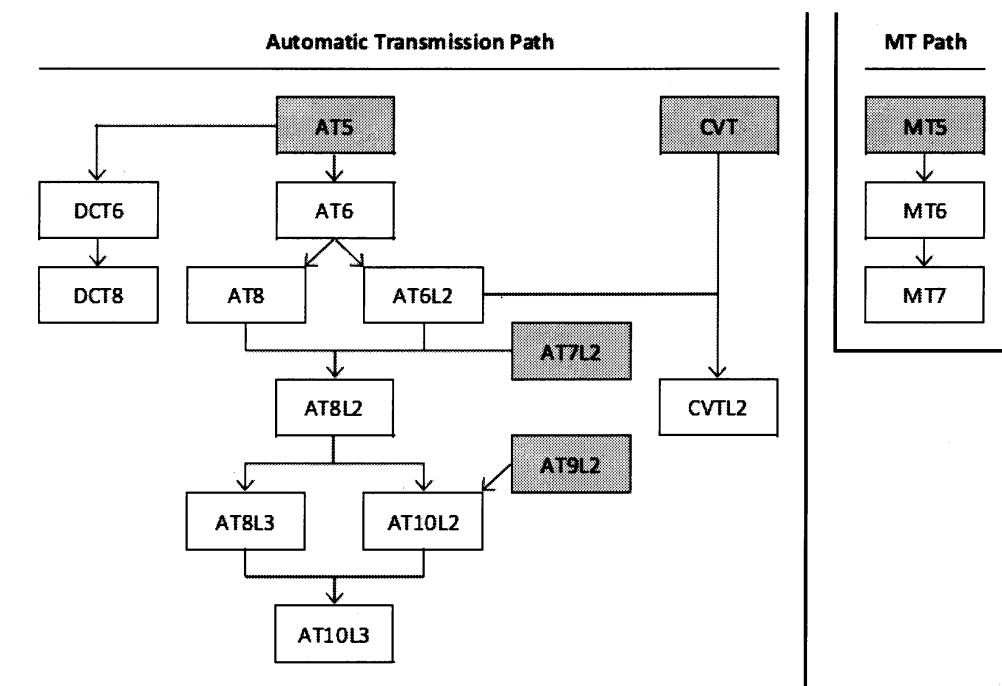 Automatic Transmission Path
MT Path
AT5
CVT
MT5
DCT6
AT6
MT6
DCT8
AT8
AT6L2
MT7
AT7L2
AT8L2
CVTL2
AT9L2
AT8L3
AT10L2
AT10L3